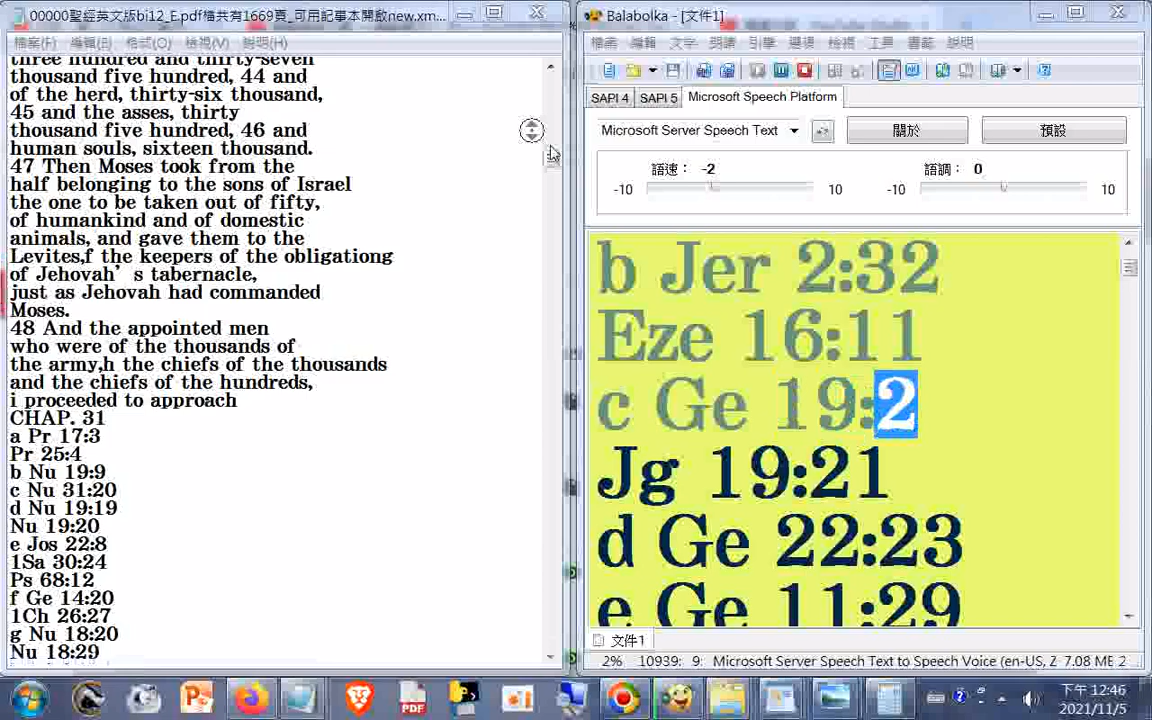 00000聖經英文版bi12_E.pdf檔共有1669頁_可用記事本開啟new.xm...
檔案(F) 編輯(E) 格式(O) 檢視(V) 說明(H)
three hundred and thirty-seven
thousand five hundred, 44 and
of the herd, thirty-six thousand,
45 and the asses, thirty
thousand five hundred, 46 and
human souls, sixteen thousand.
47 Then Moses took from the
half belonging to the sons of Israel
the one to be taken out of fifty,
of humankind and of domestic
animals, and gave them to the
Levites,f the keepers of the obligationg
of Jehovah's tabernacle,
just as Jehovah had commanded
Moses.
48 And the appointed men
who were of the thousands of
the army,h the chiefs of the thousands
and the chiefs of the hundreds,
i proceeded to approach
CHAP. 31
a Pr 17:3
Pr 25:4
b Nu 19:9
c Nu 31:20
d Nu 19:19
Nu 19:20
e Jos 22:8
1Sa 30:24
Ps 68:12
f Ge 14:20
1Ch 26:27
g Nu 18:20
Nu 18:29
Balabolka - [文件1]
檔案 編輯 文字 朗讀 引擎 選項 檢視 工具 書籤 說明
SAPI 4 SAPI 5 Microsoft Speech Platform
Microsoft Server Speech Text 關於 預設
語速： -2 語調： 0
-10 10 -10 10
b Jer 2:32
Eze 16:11
c Ge 19:2
Jg 19:21
d Ge 22:23
e Ge 11:29
文件1
2% 10939: 9: Microsoft Server Speech Text to Speech Voice (en-US, Z 7.08 ME 2
PDF
下午 12:46
2021/11/5